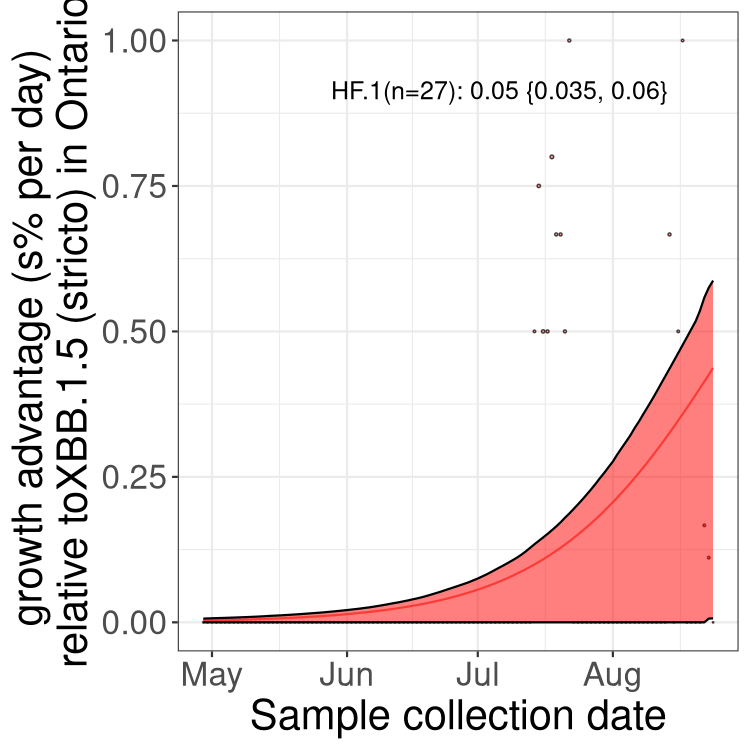 growth advantage (s% per day)
relative toXBB.1.5 (stricto) in Ontario
1.00
HF.1(n=27): 0.05 {0.035, 0.06}
0.75
0.50
0.25
0.00
May Jun Jul Aug
Sample collection date